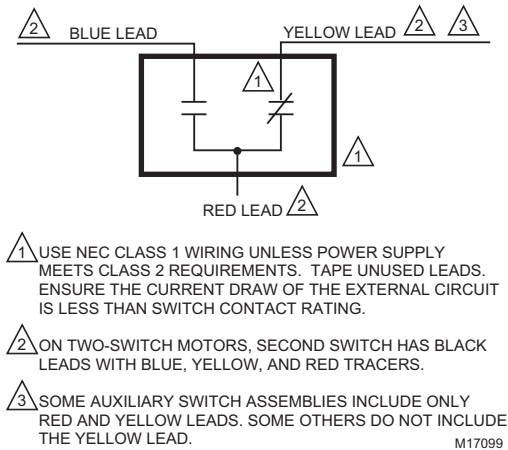 2 BLUE LEAD YELLOW LEAD 2 3
1
1
RED LEAD 2
1 USE NEC CLASS 1 WIRING UNLESS POWER SUPPLY
MEETS CLASS 2 REQUIREMENTS. TAPE UNUSED LEADS.
ENSURE THE CURRENT DRAW OF THE EXTERNAL CIRCUIT
IS LESS THAN SWITCH CONTACT RATING.
2 ON TWO-SWITCH MOTORS, SECOND SWITCH HAS BLACK
LEADS WITH BLUE, YELLOW, AND RED TRACERS.
3 SOME AUXILIARY SWITCH ASSEMBLIES INCLUDE ONLY
RED AND YELLOW LEADS. SOME OTHERS DO NOT INCLUDE
THE YELLOW LEAD.
M17099